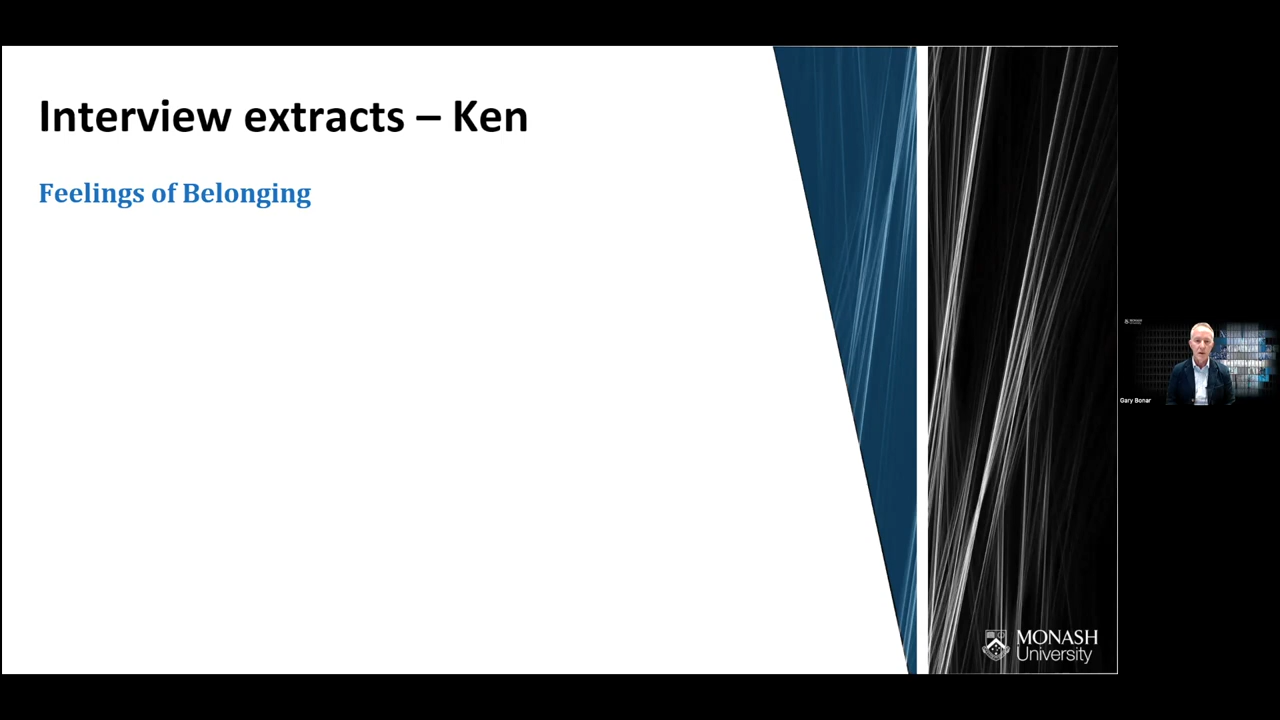 Interview extracts – Ken
Feelings of Belonging
MONASH
University
Gary Bonar